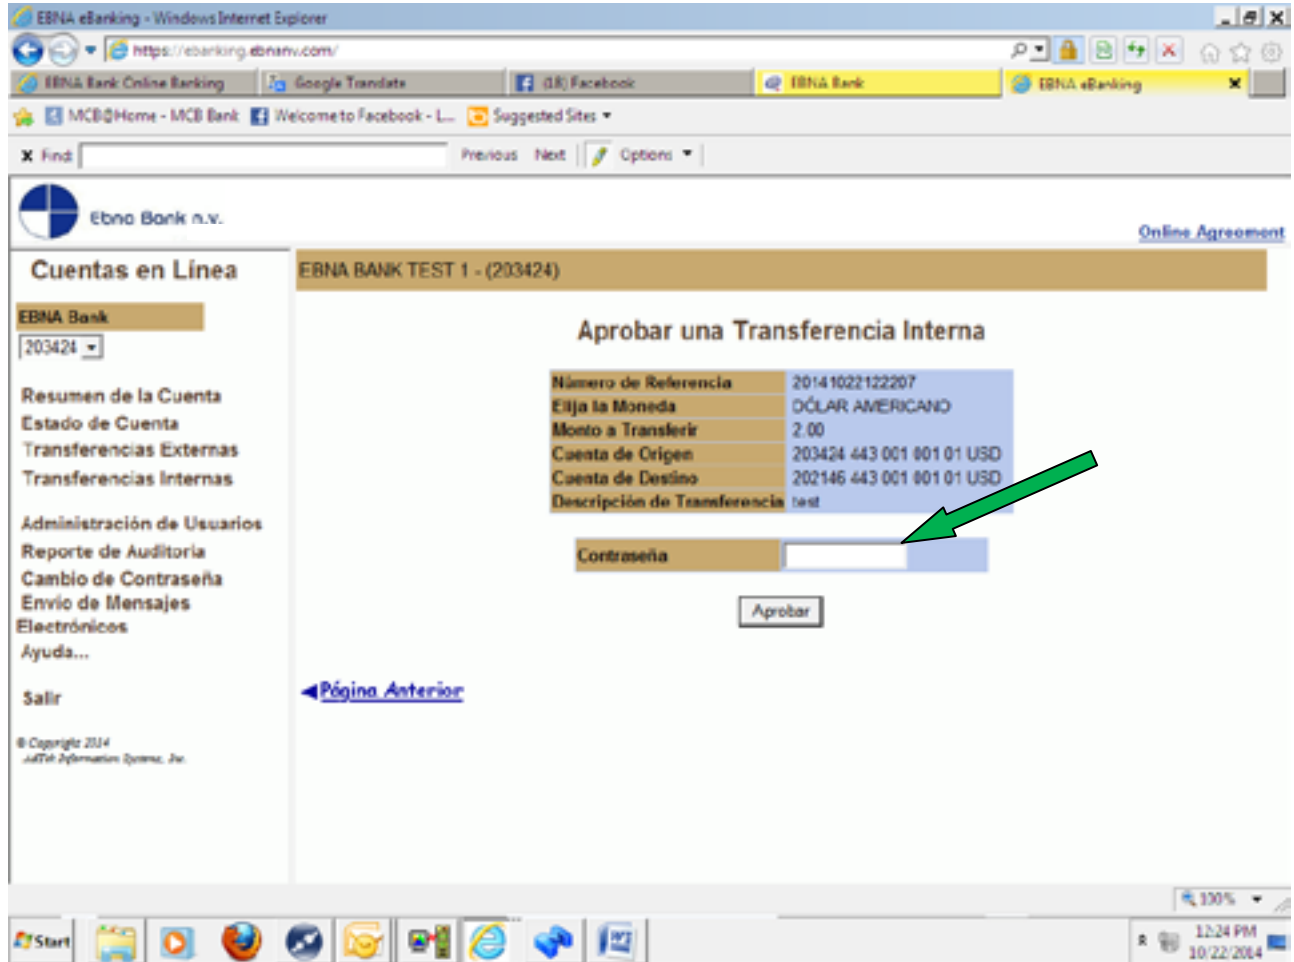 EBNA eBanking - Windows Internet Explorer
https://ebanking.ebnanv.com/
EBNA Bank Online Banking
Google Translate
(18) Facebook
EBNA Bank
EBNA eBanking
MCB@Home - MCB Bank
Welcome to Facebook - L...
Suggested Sites
x Find:
Previous Next
Options
Ebna Bank n.v.
Online Agreement
Cuentas en Línea
EBNA BANK TEST 1 - (203424)
EBNA Bank
203424
Aprobar una Transferencia Interna
Número de Referencia 20141022122207
Elija la Moneda DÓLAR AMERICANO
Monto a Transferir 2.00
Cuenta de Origen 203424 443 001 001 01 USD
Cuenta de Destino 202146 443 001 001 01 USD
Descripción de Transferencia test
Contraseña
Aprobar
Resumen de la Cuenta
Estado de Cuenta
Transferencias Externas
Transferencias Internas
Administración de Usuarios
Reporte de Auditoria
Cambio de Contraseña
Envio de Mensajes
Electrónicos
Ayuda...
Salir
Página Anterior
© Copyright 2014
Information Systems, Inc.
100%
Start
12:24 PM
10/22/2014